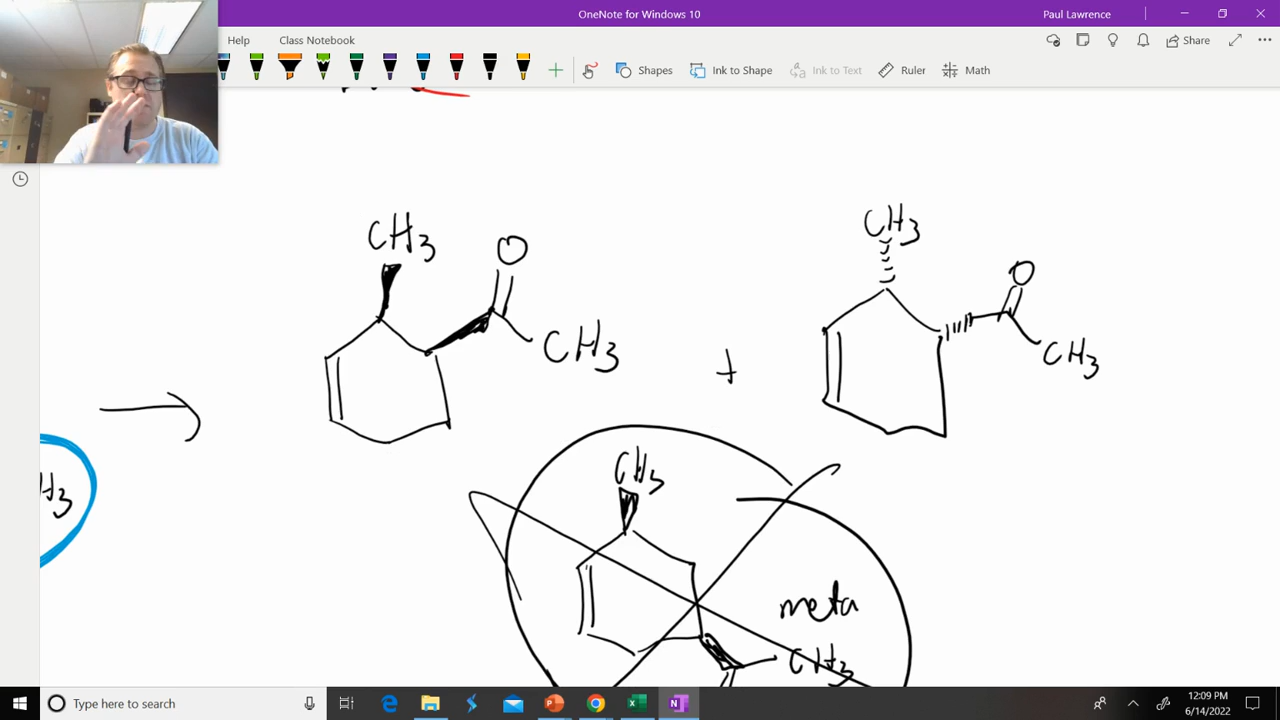 OneNote for Windows 10
Paul Lawrence
Help
Class Notebook
Share
Shapes
Ink to Shape
Ink to Text
Ruler
Math
CH3
O
CH3
+
CH3
O
CH3
H3
CH3
meta
CH3
Type here to search
12:09 PM
6/14/2022